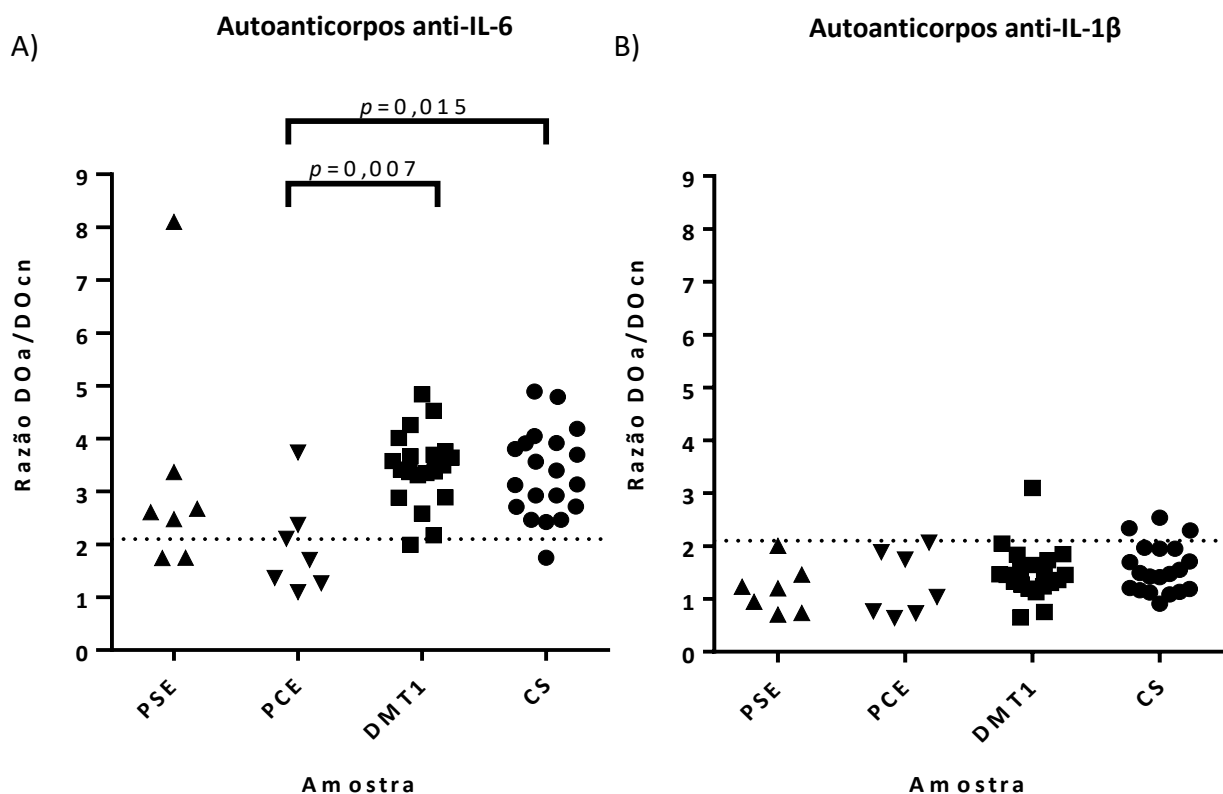 Autoanticorpos anti-IL-6
A)
p=0,015
p=0,007
9
8
7
6
5
4
3
2
1
0
Razão DOa/DOcn
PSE
PCE
DMT1
CS
Amostra
Autoanticorpos anti-IL-1β
B)
9
8
7
6
5
4
3
2
1
0
Razão DOa/DOcn
PSE
PCE
DMT1
CS
Amostra